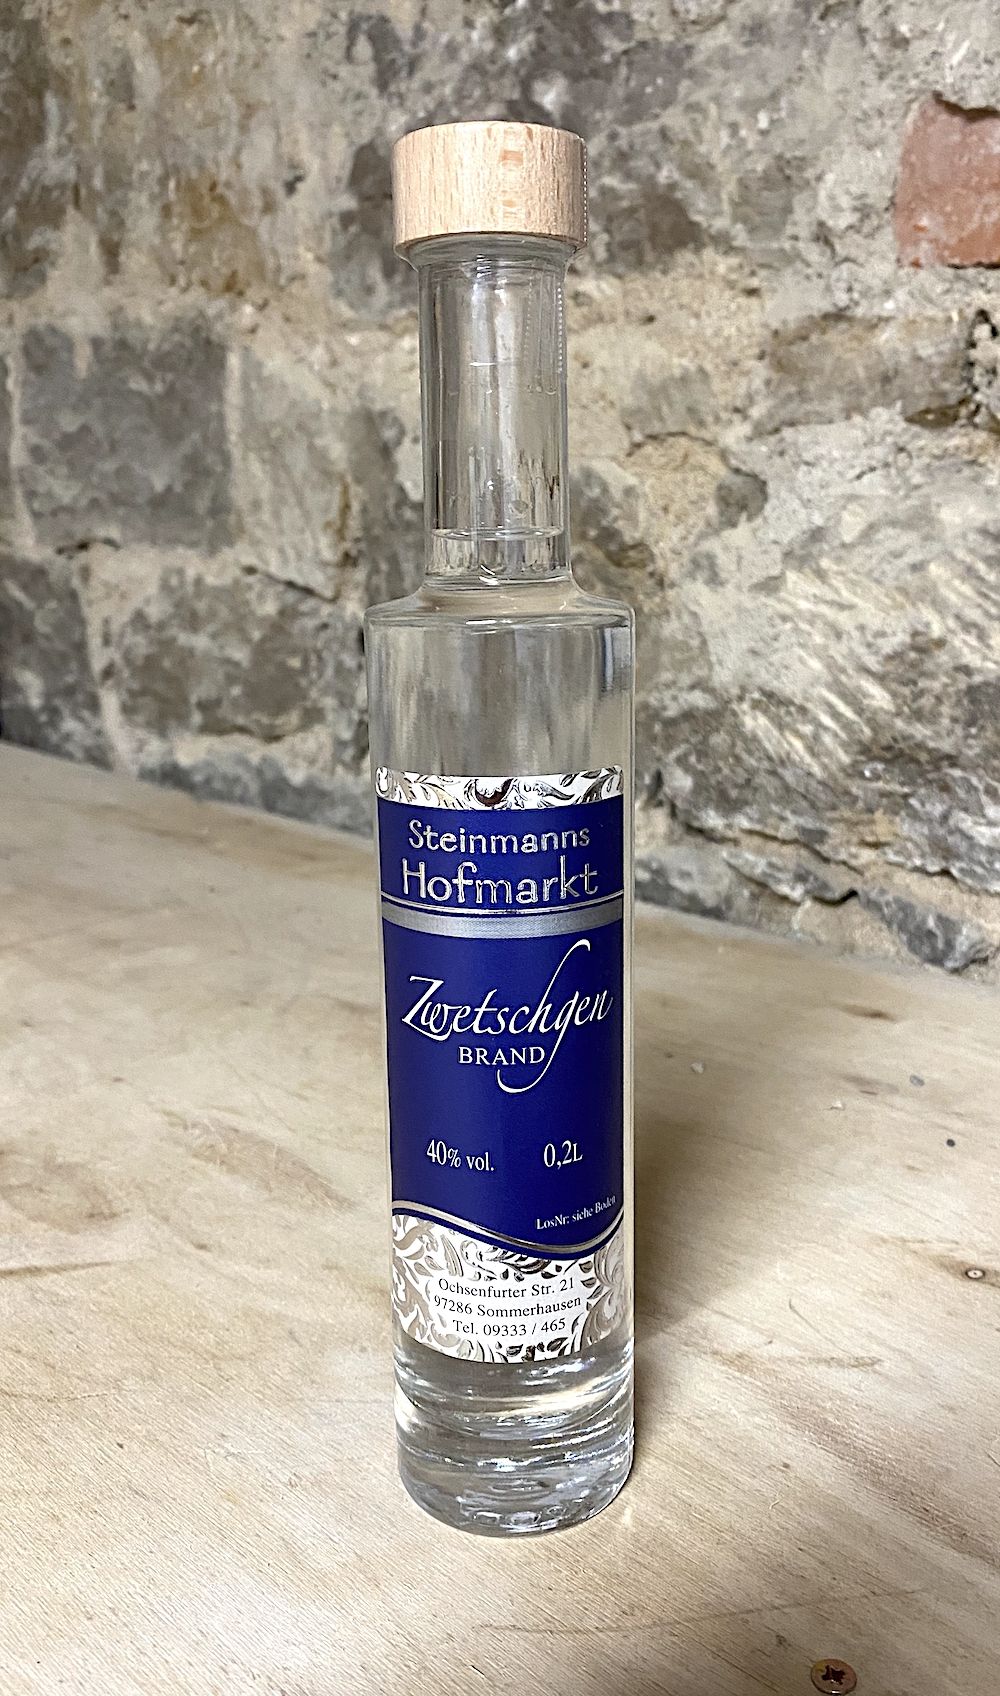 Steinmanns
Hofmarkt
Zwetschgen
BRAND
40% vol. 0,2L
LosNr: siehe Boden
Ochsenfurter Str. 21
97286 Sommerhausen
Tel. 09333 / 465